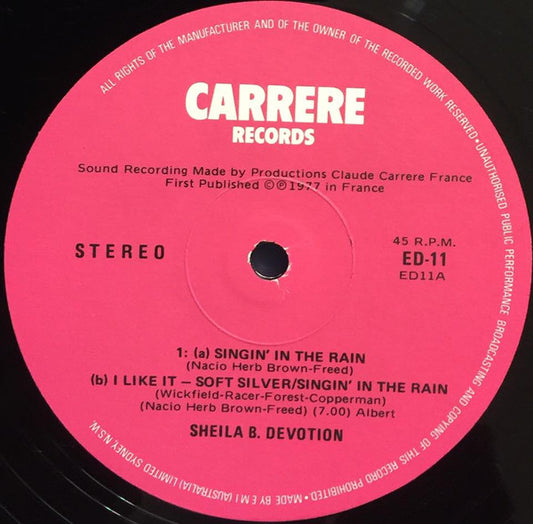 ALL RIGHTS OF THE MANUFACTURER AND OF THE OWNER OF THE RECORDED WORK RESERVED • UNAUTHORISED PUBLIC PERFORMANCE BROADCASTING AND COPYING OF THIS RECORD PROHIBITED • MADE BY E M I (AUSTRALIA) LIMITED SYDNEY, N.S.W.
CARRERE
RECORDS
Sound Recording Made by Productions Claude Carrere France
First Published ©℗1977 in France
STEREO
45 R.P.M.
ED-11
ED11A
1: (a) SINGIN' IN THE RAIN
(Nacio Herb Brown-Freed)
(b) I LIKE IT – SOFT SILVER/SINGIN' IN THE RAIN
(Wickfield-Racer-Forest-Copperman)
(Nacio Herb Brown-Freed) (7.00) Albert
SHEILA B. DEVOTION